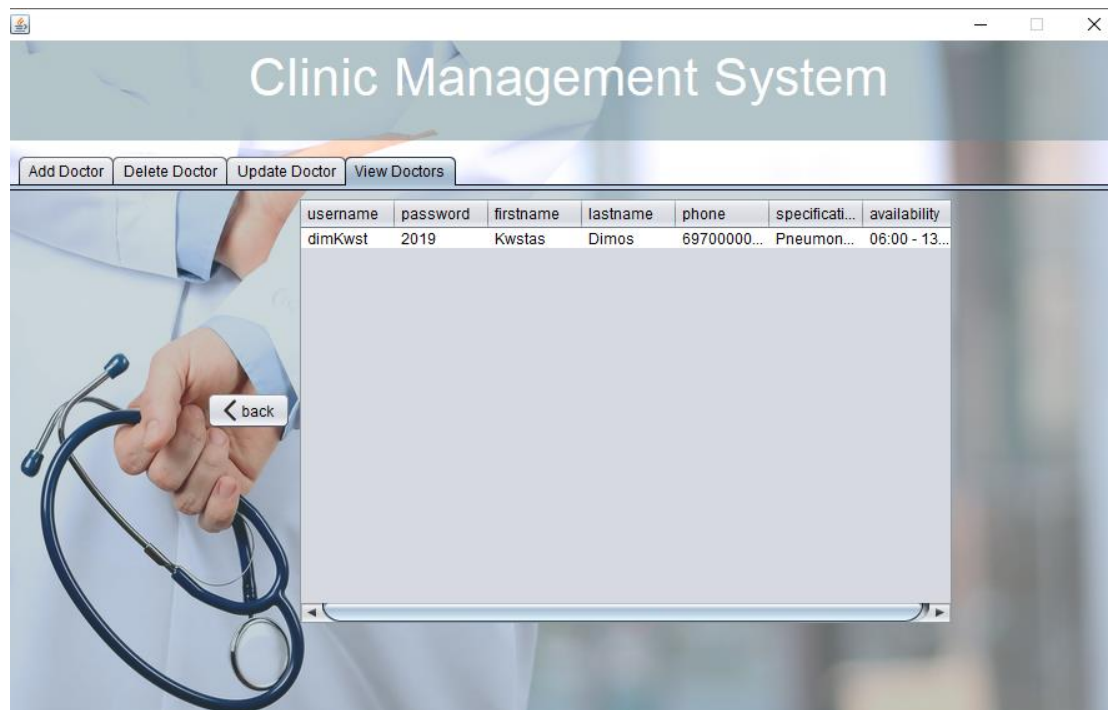 Clinic Management System
Add Doctor Delete Doctor Update Doctor View Doctors
username password firstname lastname phone specificati... availability
dimKwst 2019 Kwstas Dimos 69700000... Pneumon... 06:00 - 13...
back